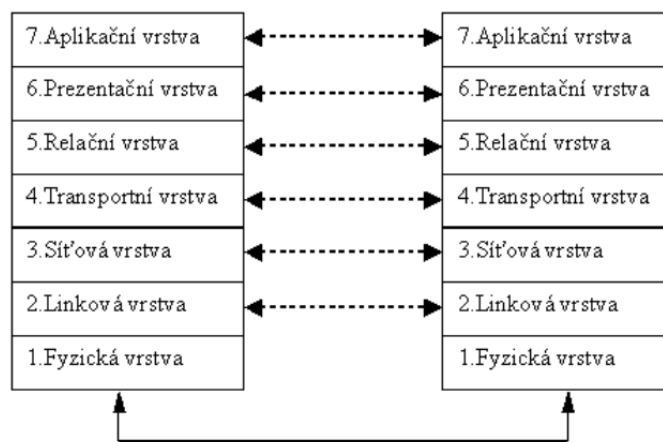 7.Aplikační vrstva
6.Prezentační vrstva
5.Relační vrstva
4.Transportní vrstva
3.Síťová vrstva
2.Linková vrstva
1.Fyzická vrstva
7.Aplikační vrstva
6.Prezentační vrstva
5.Relační vrstva
4.Transportní vrstva
3.Síťová vrstva
2.Linková vrstva
1.Fyzická vrstva